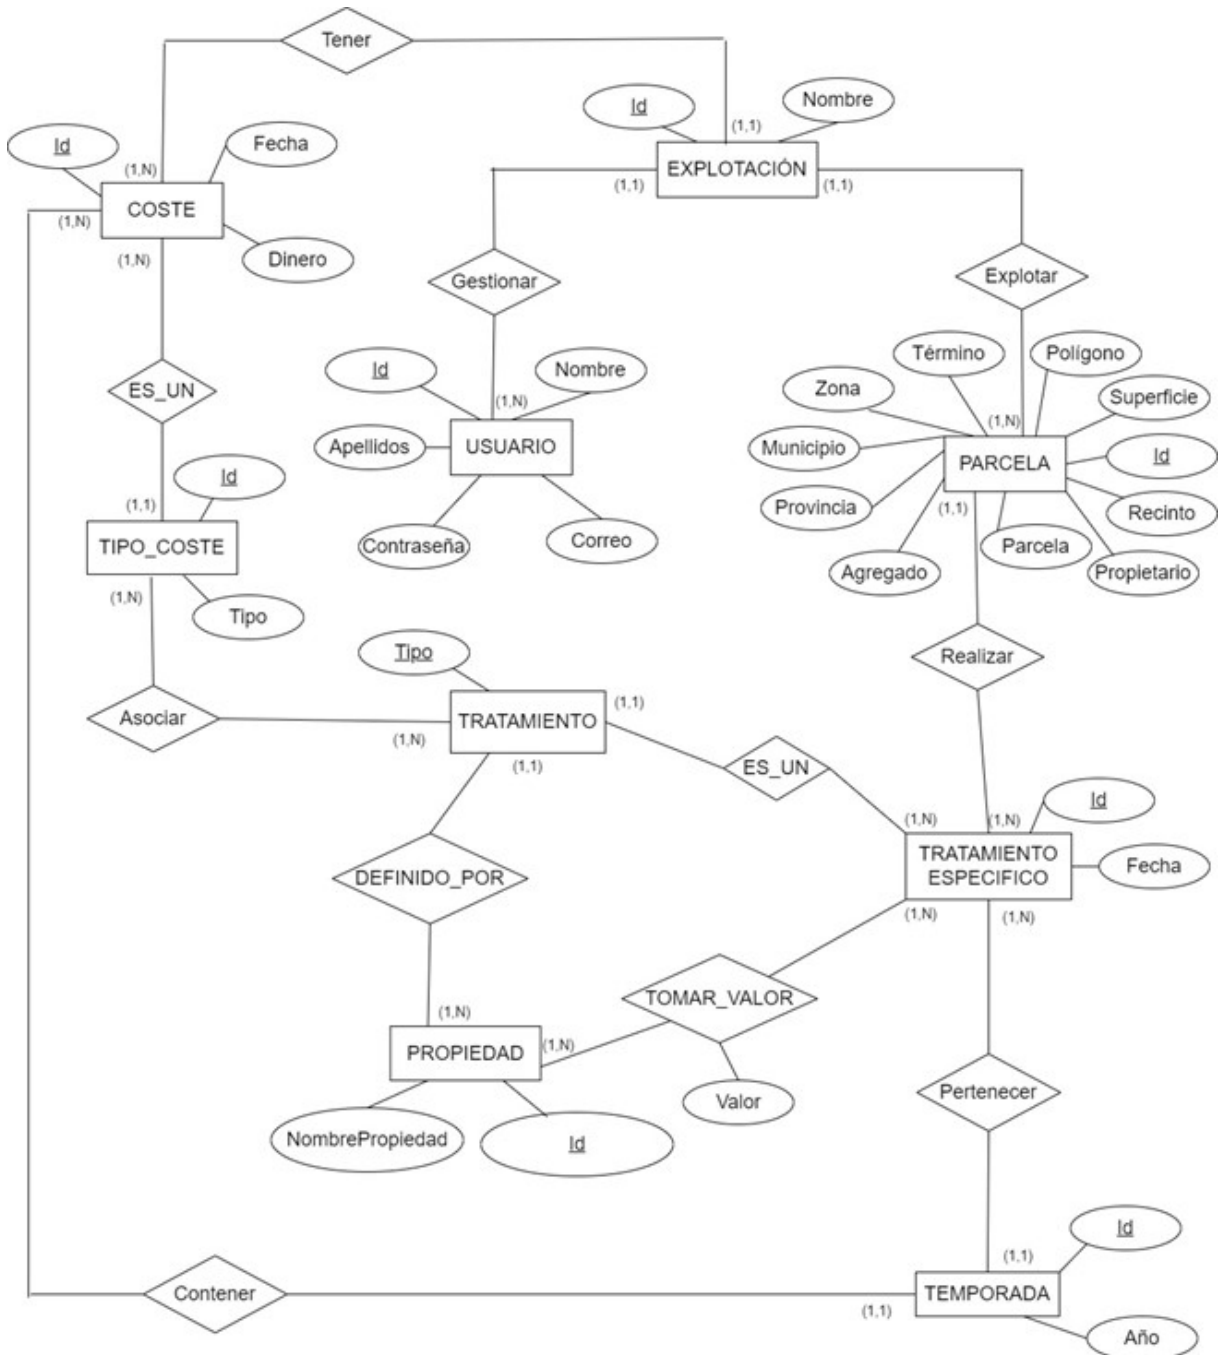 Tener
Id
Nombre
(1,1)
Id
Fecha
(1,N)
EXPLOTACIÓN
(1,1)
(1,1)
COSTE
(1,N)
(1,N)
Dinero
Gestionar
Explotar
Término
Polígono
Id
Nombre
Zona
Superficie
ES_UN
(1,N)
(1,N)
Apellidos
USUARIO
Municipio
PARCELA
Id
Id
(1,1)
(1,1)
Provincia
Recinto
TIPO_COSTE
Contraseña
Correo
Parcela
Agregado
Propietario
(1,N)
Tipo
Tipo
Realizar
(1,1)
Asociar
TRATAMIENTO
(1,N)
(1,1)
ES_UN
Id
(1,N)
(1,N)
TRATAMIENTO
ESPECIFICO
Fecha
DEFINIDO_POR
(1,N)
(1,N)
TOMAR_VALOR
(1,N)
(1,N)
PROPIEDAD
Valor
Pertenecer
NombrePropiedad
Id
Id
(1,1)
Contener
TEMPORADA
(1,1)
Año